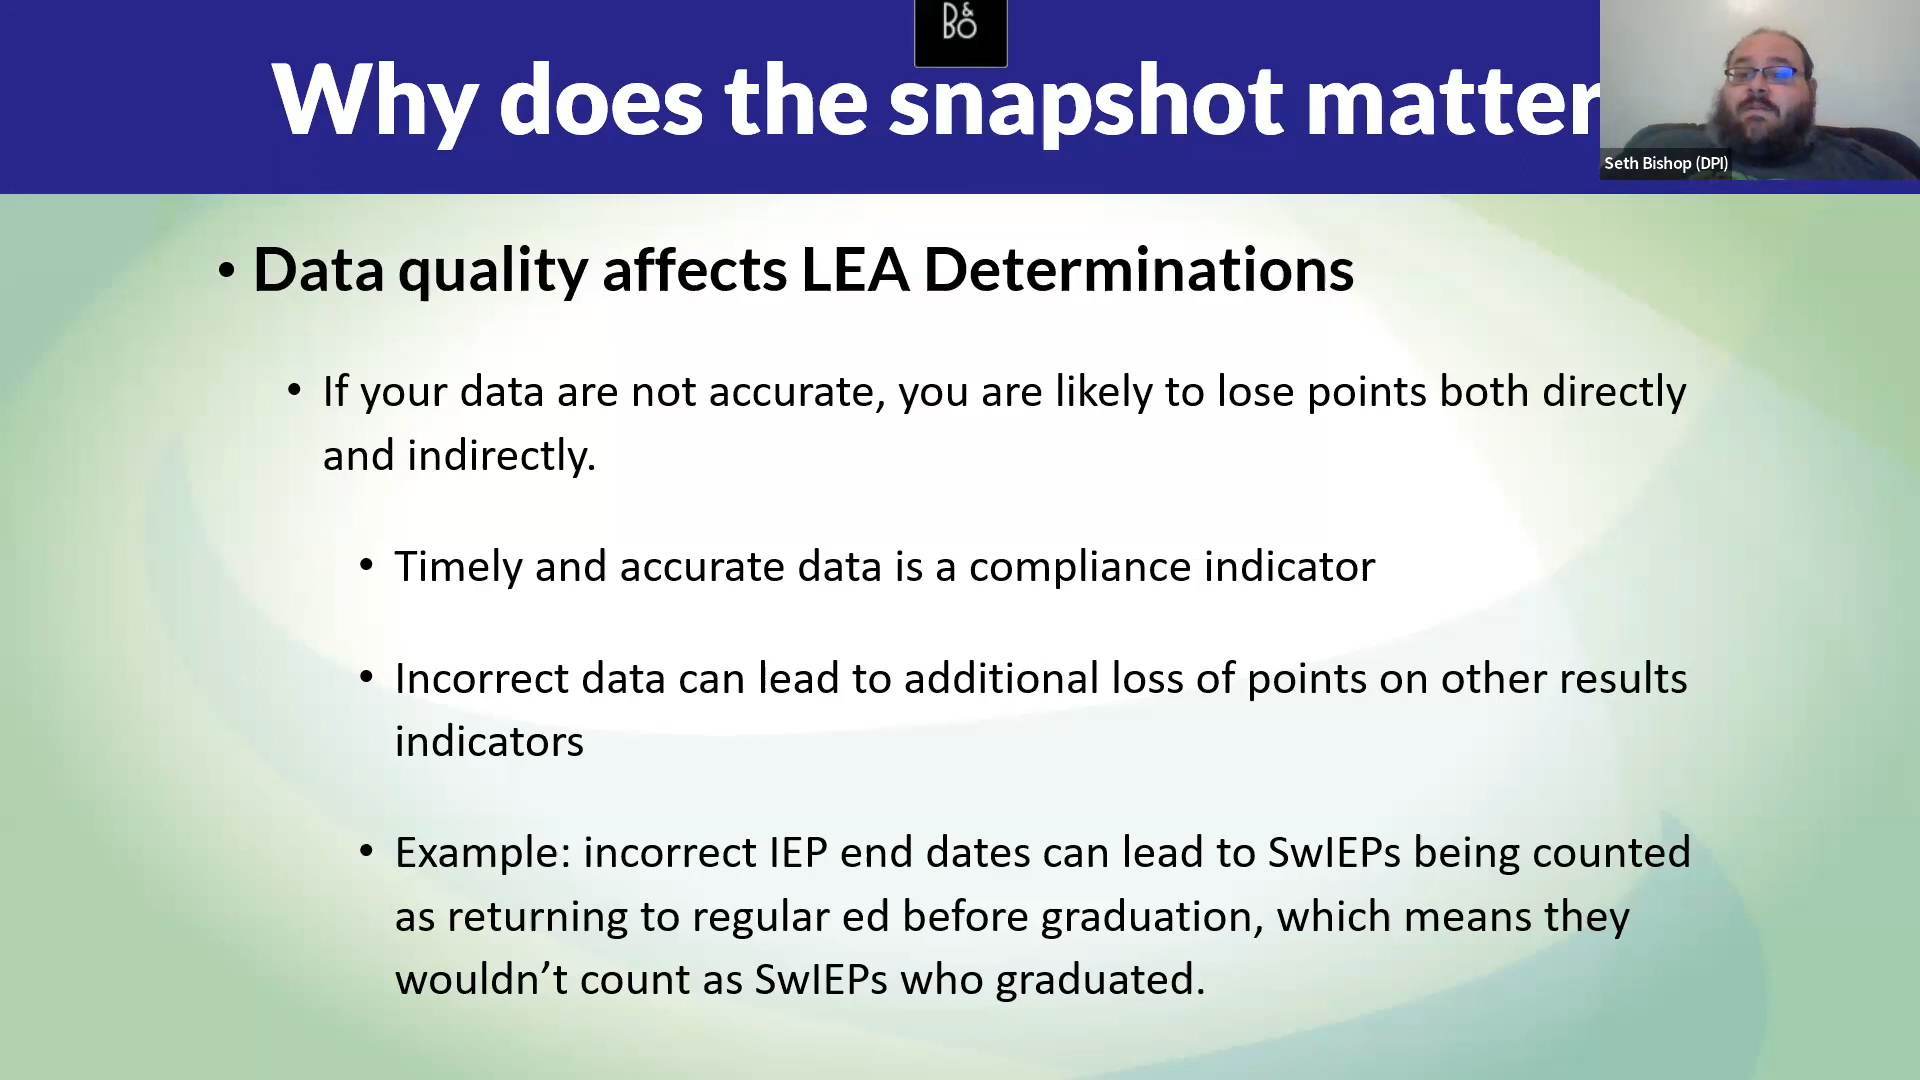 B&O
Why does the snapshot matter
Seth Bishop (DPI)
• Data quality affects LEA Determinations
• If your data are not accurate, you are likely to lose points both directly
and indirectly.
• Timely and accurate data is a compliance indicator
• Incorrect data can lead to additional loss of points on other results
indicators
• Example: incorrect IEP end dates can lead to SwIEPs being counted
as returning to regular ed before graduation, which means they
wouldn’t count as SwIEPs who graduated.